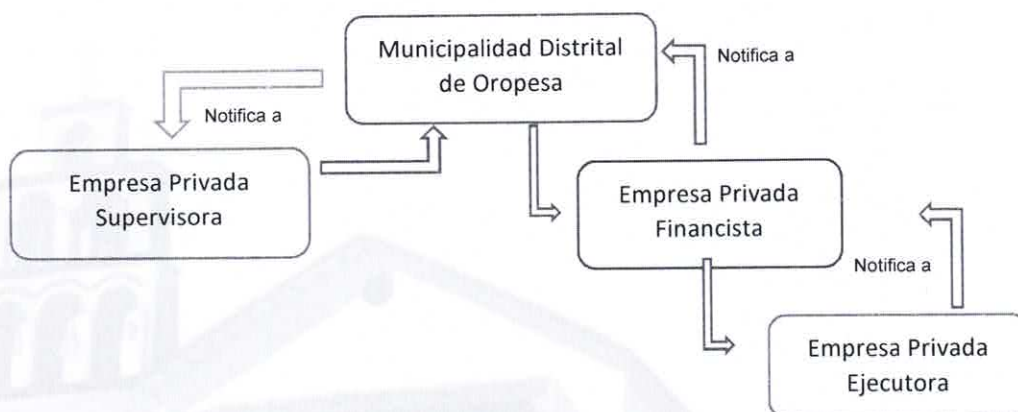 Municipalidad Distrital
de Oropesa
Notifica a
Notifica a
Empresa Privada
Supervisora
Empresa Privada
Financista
Notifica a
Empresa Privada
Ejecutora